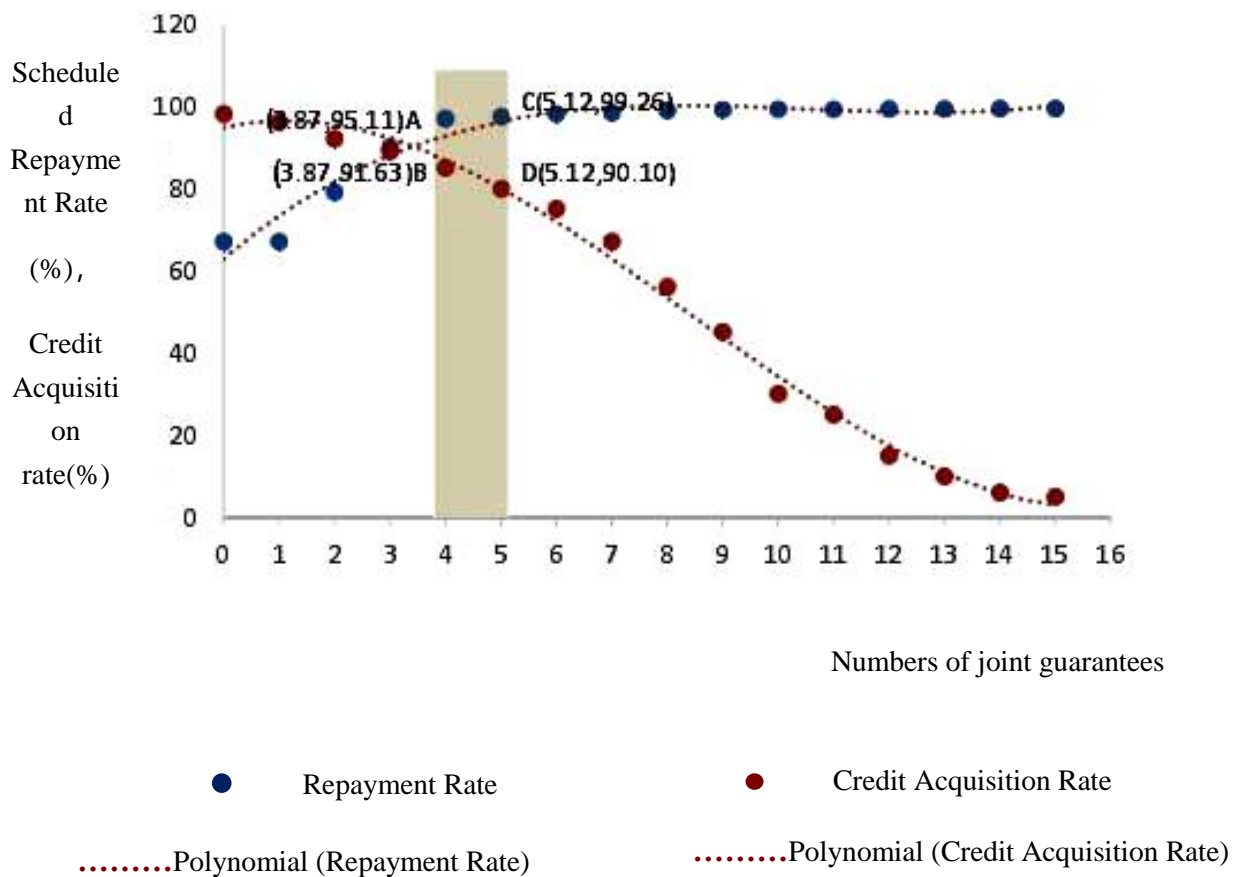 120
100
80
60
40
20
0
Schedule
d
Repayme
nt Rate
(%),
Credit
Acquisiti
on
rate(%)
(3.87,95.11)A
C(5.12,99.26)
(3.87,91.63)B
D(5.12,90.10)
0 1 2 3 4 5 6 7 8 9 10 11 12 13 14 15 16
Numbers of joint guarantees
Repayment Rate
Credit Acquisition Rate
.......Polynomial (Repayment Rate)
.......Polynomial (Credit Acquisition Rate)